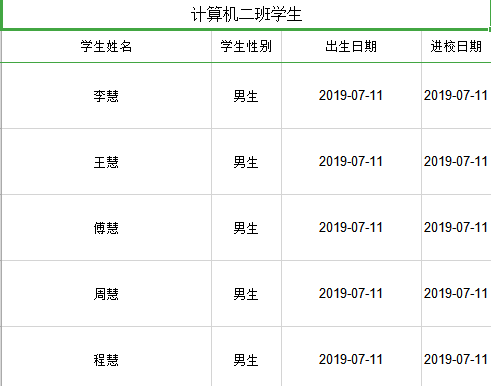 计算机二班学生
学生姓名 学生性别 出生日期 进校日期
李慧 男生 2019-07-11 2019-07-11
王慧 男生 2019-07-11 2019-07-11
傅慧 男生 2019-07-11 2019-07-11
周慧 男生 2019-07-11 2019-07-11
程慧 男生 2019-07-11 2019-07-11